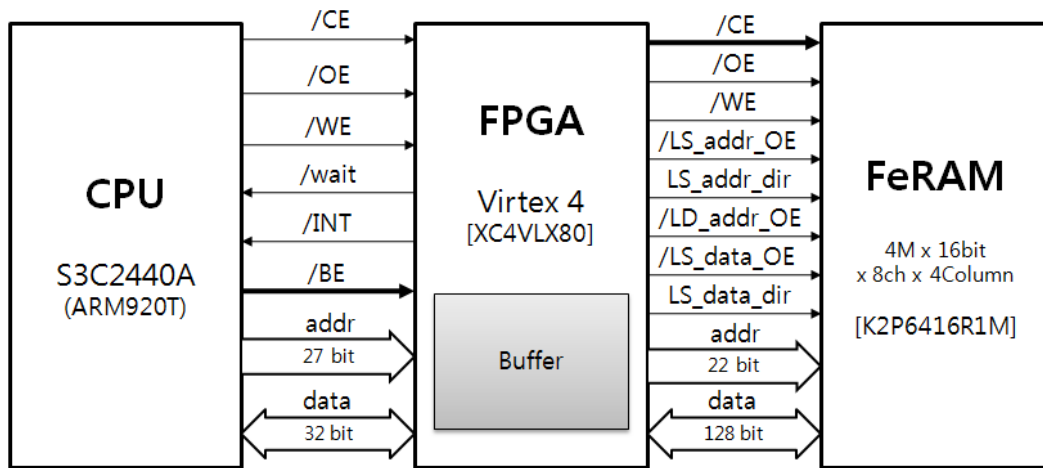 CPU
S3C2440A
(ARM920T)
/CE
/OE
/WE
/wait
/INT
/BE
addr
27 bit
data
32 bit
FPGA
Virtex 4
[XC4VLX80]
Buffer
/CE
/OE
/WE
/LS_addr_OE
LS_addr_dir
/LD_addr_OE
/LS_data_OE
LS_data_dir
addr
22 bit
data
128 bit
FeRAM
4M x 16bit
x 8ch x 4Column
[K2P6416R1M]